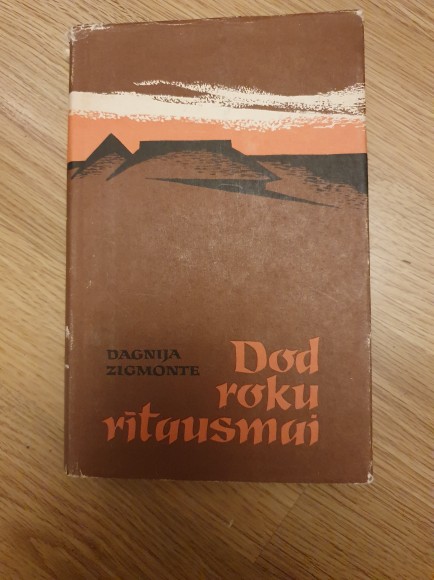 DAGNIJA
ZIGMONTE
Dod
roku
rītausmai